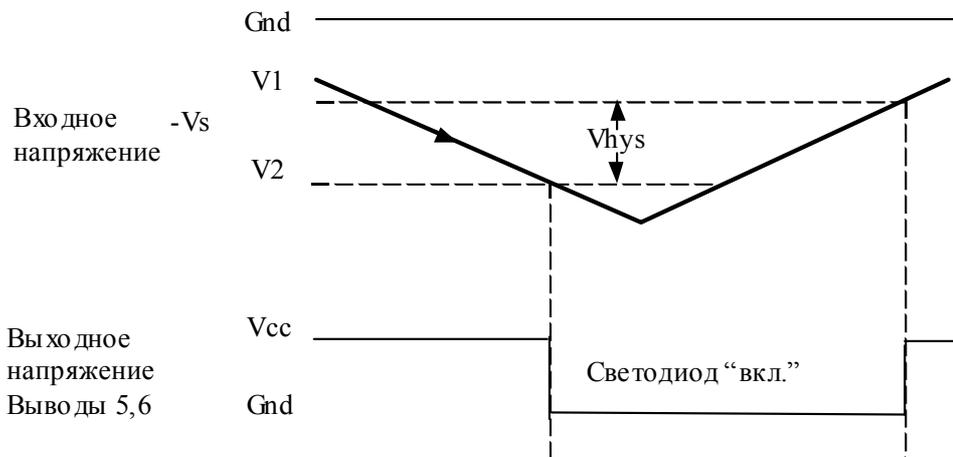 Gnd
V1
Входное -Vs
напряжение
Vhys
V2
Выходное
напряжение
Выводы 5,6
Vcc
Светодиод “вкл.”
Gnd